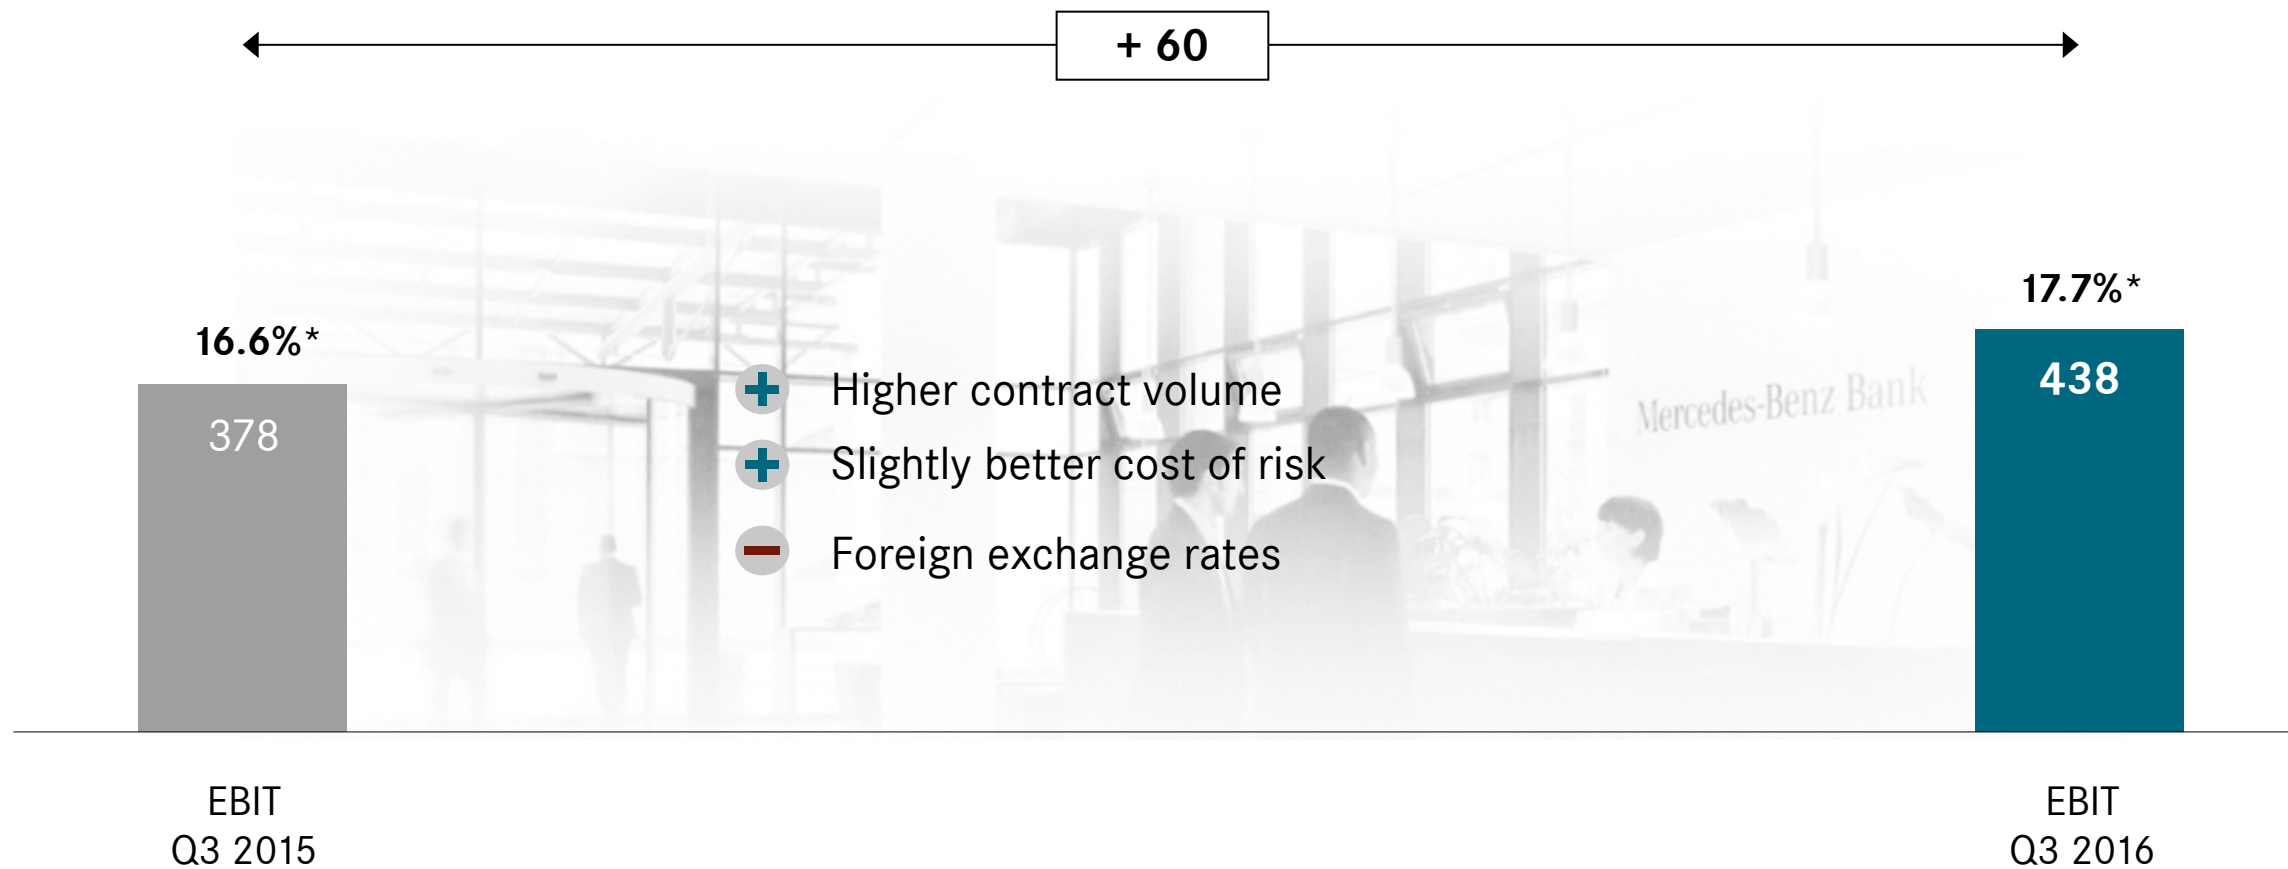 + 60
16.6%*
378
Higher contract volume
Slightly better cost of risk
Foreign exchange rates
Mercedes-Benz Bank
17.7%*
438
EBIT
Q3 2015
EBIT
Q3 2016